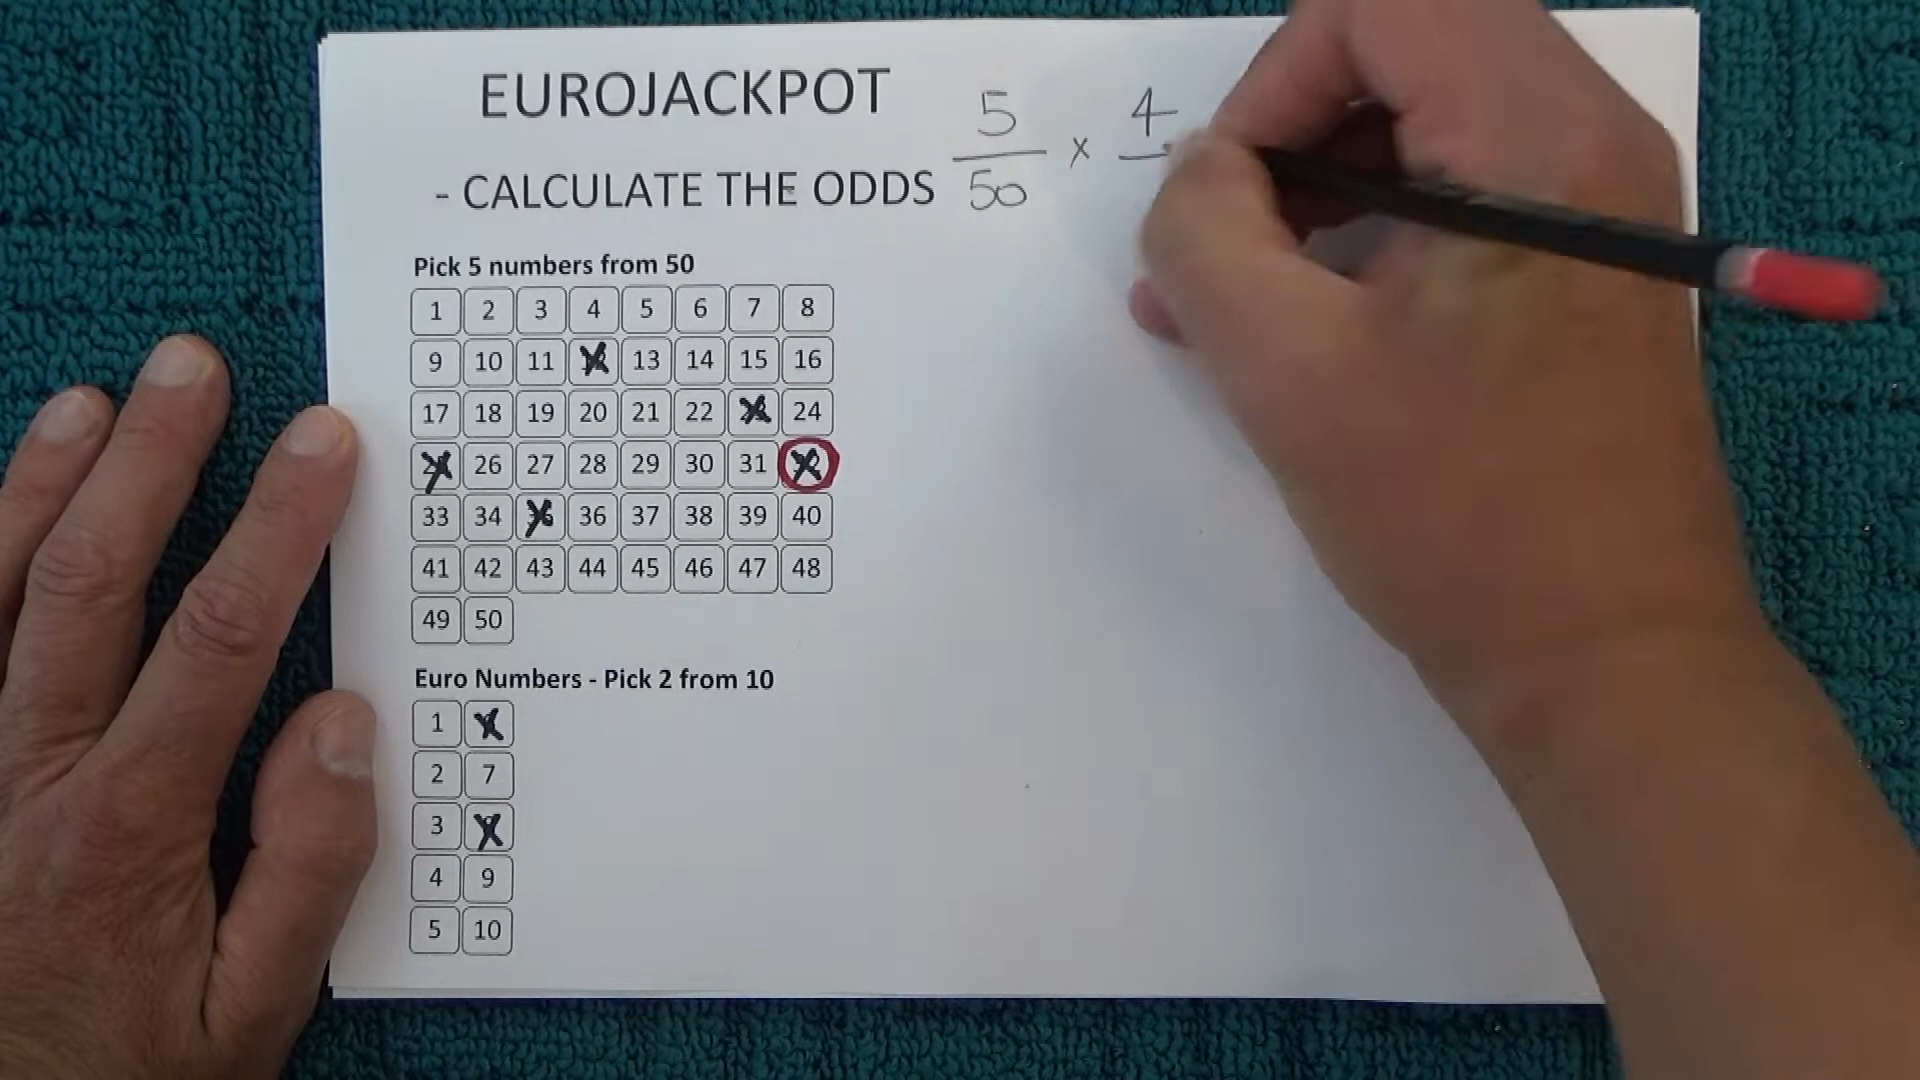 EUROJACKPOT
- CALCULATE THE ODDS
5
50
x
4
Pick 5 numbers from 50
1 2 3 4 5 6 7 8
9 10 11 13 14 15 16
17 18 19 20 21 22 24
26 27 28 29 30 31
33 34 36 37 38 39 40
41 42 43 44 45 46 47 48
49 50
Euro Numbers - Pick 2 from 10
1
2 7
3
4 9
5 10